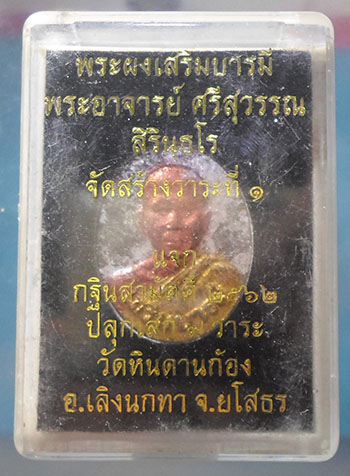 พระผงเสริมบารมี
พระอาจารย์ ศรีสุวรรณ
สิรินธโร
จัดสร้างวาระที่ ๑
แจก
กฐินสามัคคี ๒๕๖๒
ปลุกเสก ๗ วาระ
วัดหินดานก้อง
อ.เลิงนกทา จ.ยโสธร